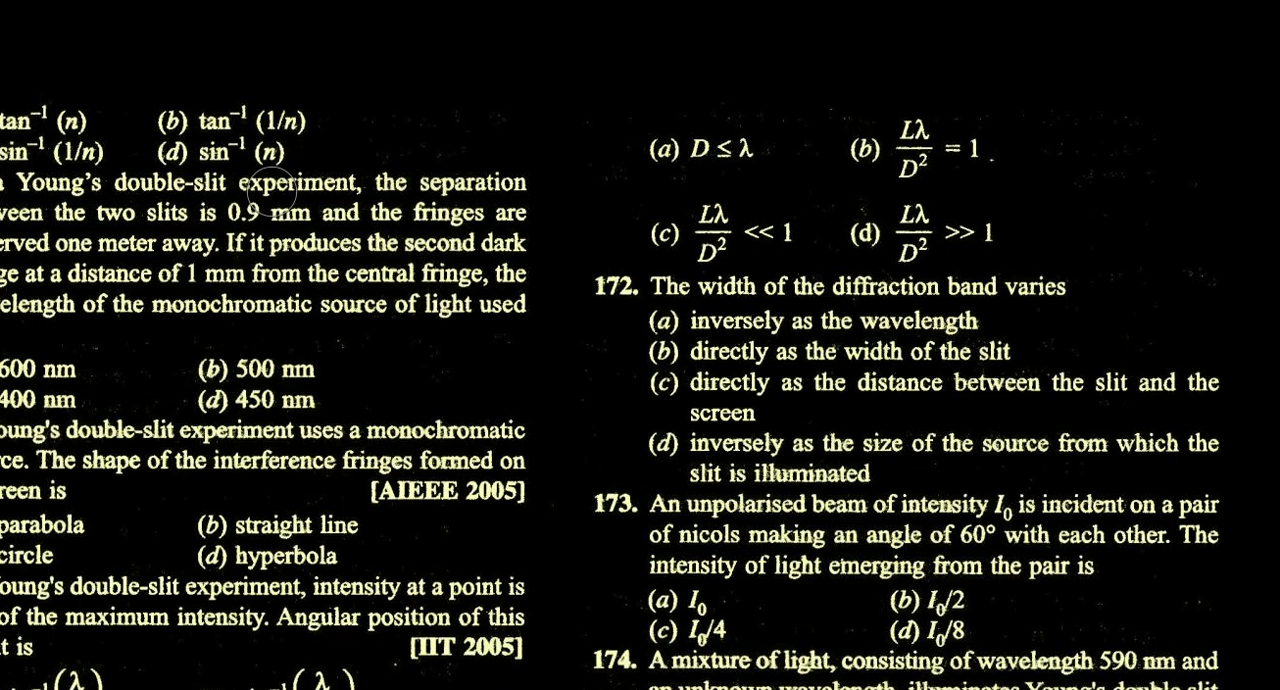 tan⁻¹ (n) (b) tan⁻¹ (1/n)
sin⁻¹ (1/n) (d) sin⁻¹ (n)
Young's double-slit experiment, the separation
the two slits is 0.9 mm and the fringes are
one meter away. If it produces the second dark
at a distance of 1 mm from the central fringe, the
of the monochromatic source of light used
600 nm (b) 500 nm
400 nm (d) 450 nm
double-slit experiment uses a monochromatic
The shape of the interference fringes formed on
is [AIEEE 2005]
parabola (b) straight line
circle (d) hyperbola
double-slit experiment, intensity at a point is
of the maximum intensity. Angular position of this
is [IIT 2005]
(a) D ≤ λ (b) Lλ/D² = 1
(c) Lλ/D² << 1 (d) Lλ/D² >> 1
172. The width of the diffraction band varies
(a) inversely as the wavelength
(b) directly as the width of the slit
(c) directly as the distance between the slit and the
screen
(d) inversely as the size of the source from which the
slit is illuminated
173. An unpolarised beam of intensity I₀ is incident on a pair
of nicols making an angle of 60° with each other. The
intensity of light emerging from the pair is
(a) I₀ (b) I₀/2
(c) I₀/4 (d) I₀/8
174. A mixture of light, consisting of wavelength 590 nm and
an unknown wavelength, illuminates Young's double slit